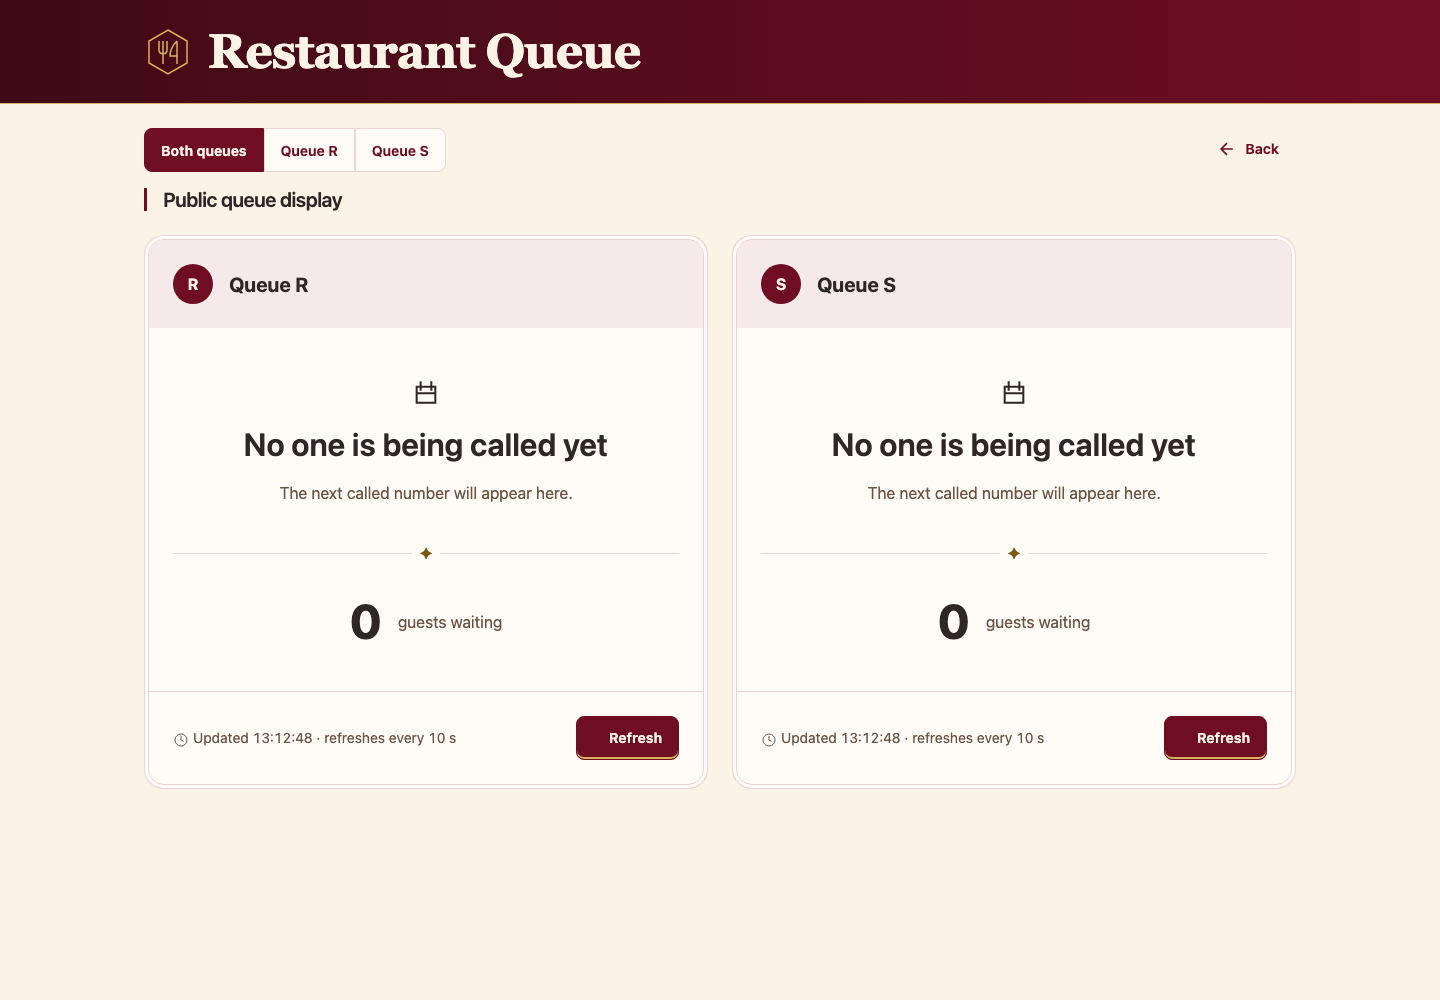 Restaurant Queue
Both queues
Queue R
Queue S
Back
Public queue display
R
Queue R
No one is being called yet
The next called number will appear here.
0 guests waiting
Updated 13:12:48 · refreshes every 10 s
Refresh
S
Queue S
No one is being called yet
The next called number will appear here.
0 guests waiting
Updated 13:12:48 · refreshes every 10 s
Refresh